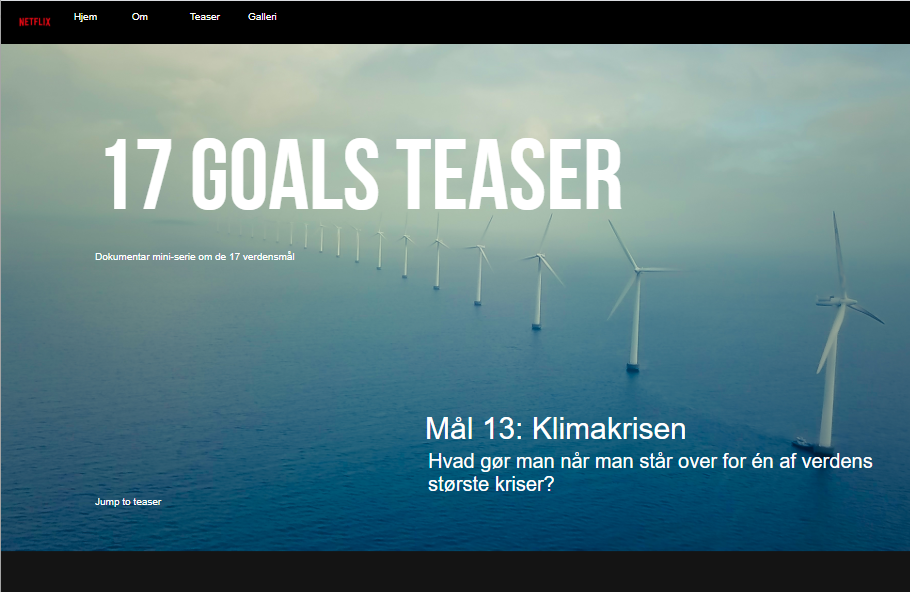 NETFLIX
Hjem
Om
Teaser
Galleri
17 GOALS TEASER
Dokumentar mini-serie om de 17 verdensmål
Mål 13: Klimakrisen
Hvad gør man når man står over for én af verdens
største kriser?
Jump to teaser